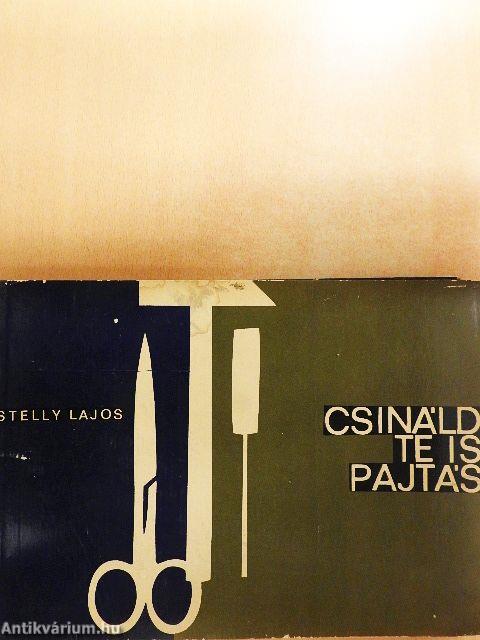 STELLY LAJOS
CSINÁLD
TE IS
PAJTÁS
Antikvárium.hu